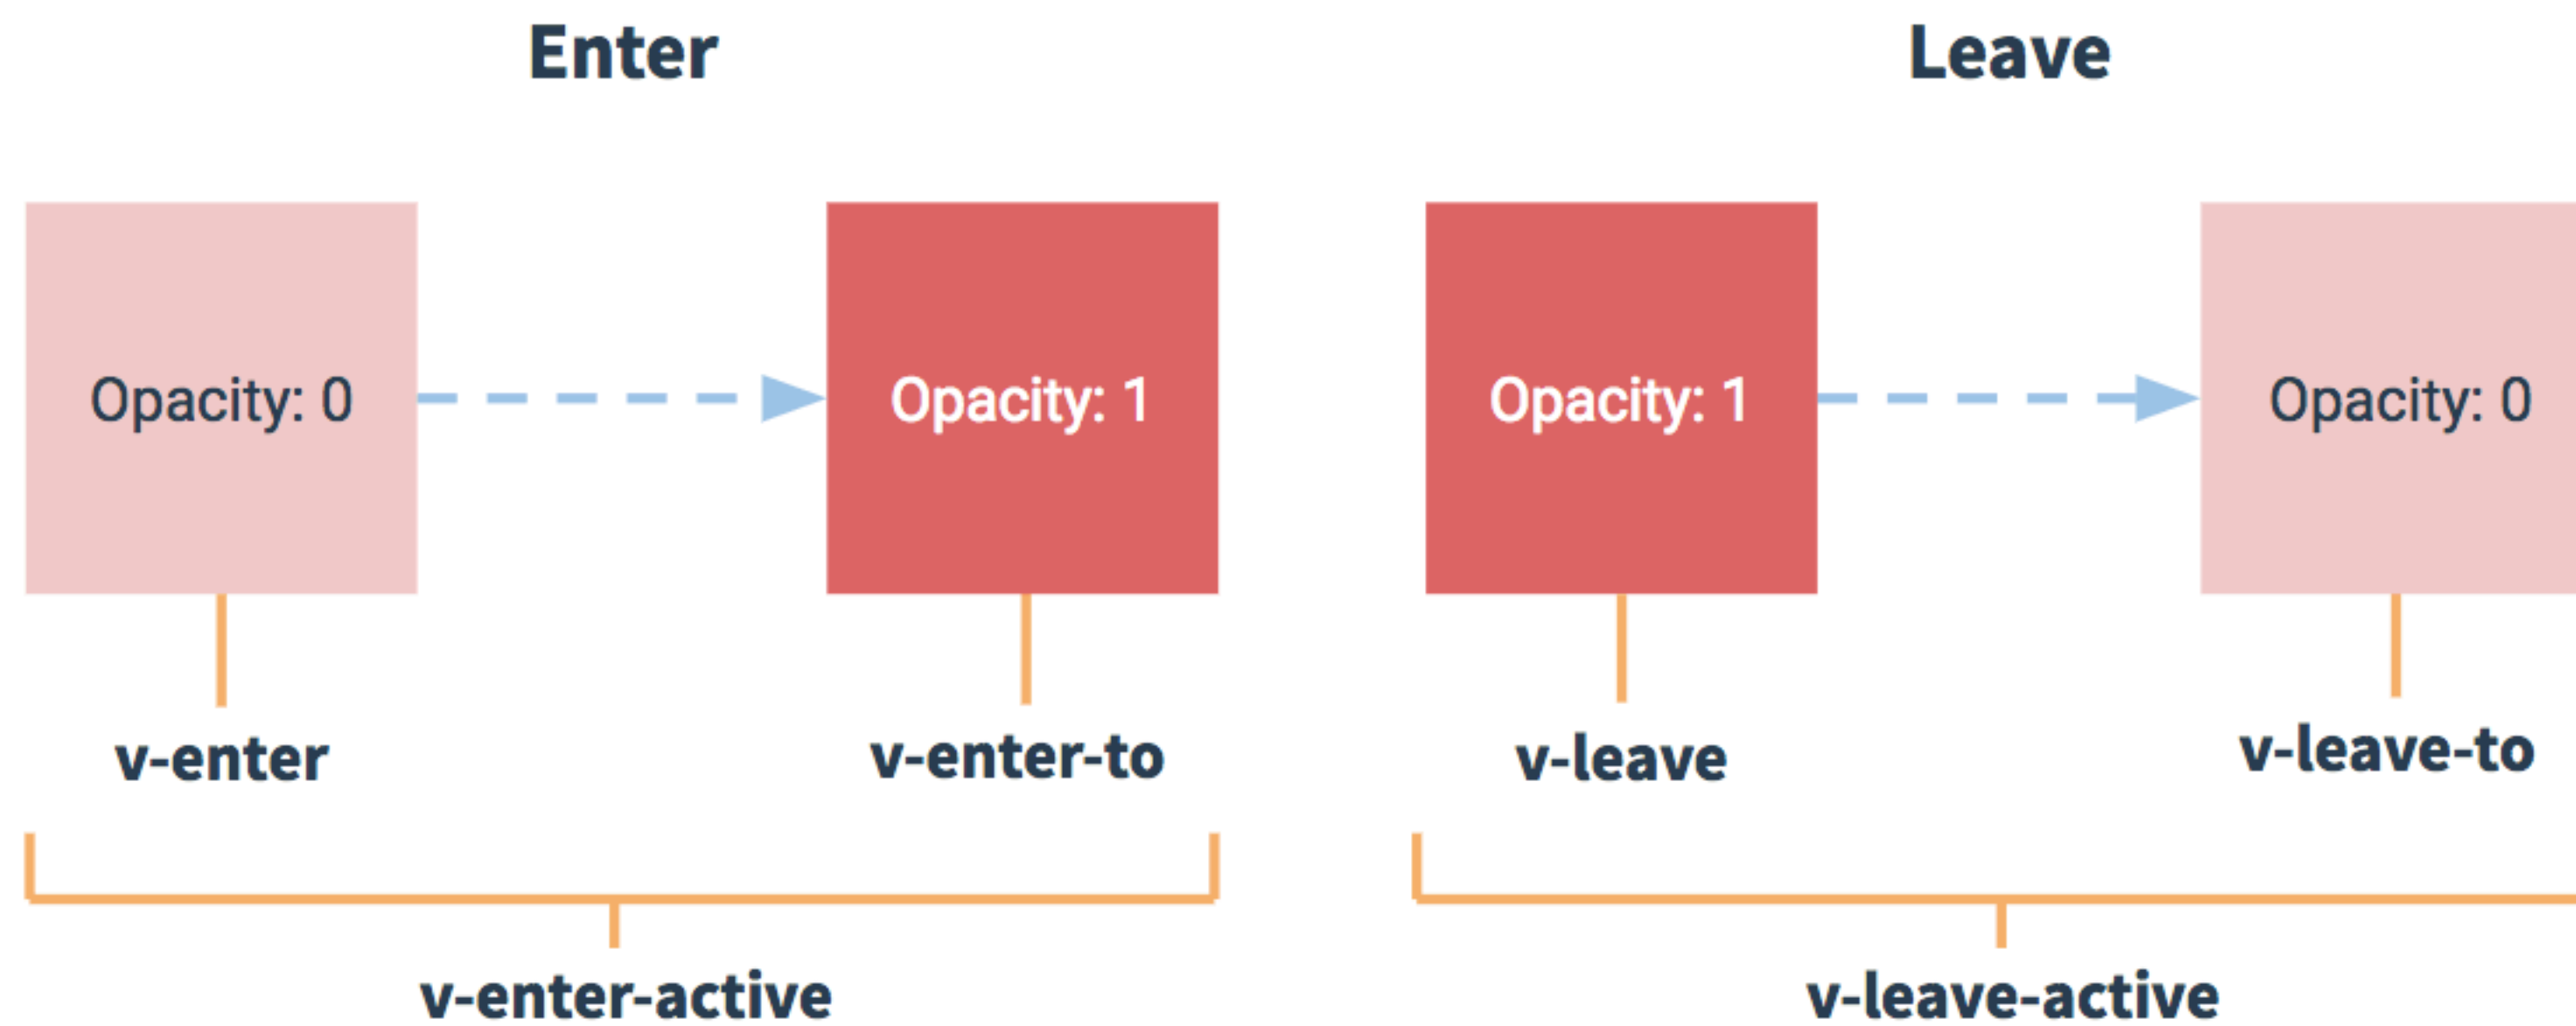 Enter
Leave
Opacity: 0
Opacity: 1
Opacity: 1
Opacity: 0
v-enter
v-enter-to
v-leave
v-leave-to
v-enter-active
v-leave-active